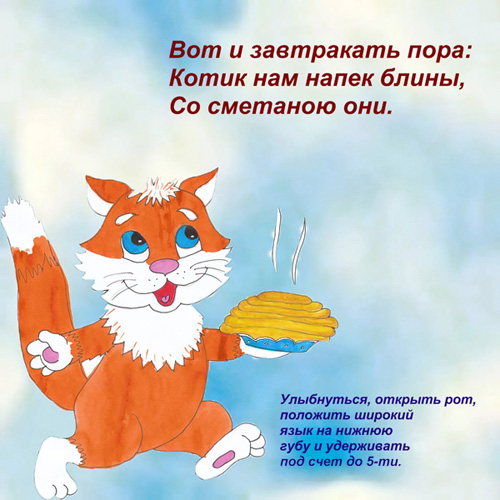 Вот и завтракать пора:
Котик нам напек блины,
Со сметаною они.
Улыбнуться, открыть рот,
положить широкий
язык на нижнюю
губу и удерживать
под счет до 5-ти.